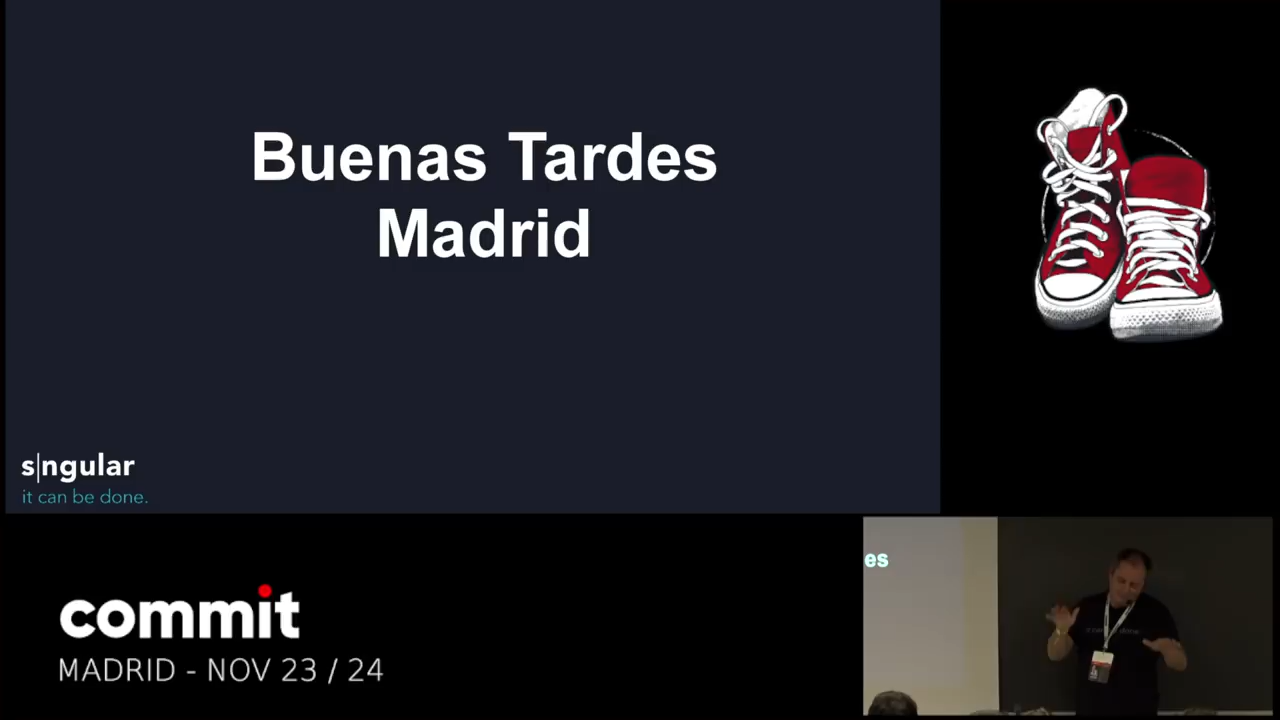 Buenas Tardes
Madrid
s|ngular
it can be done.
commit
MADRID - NOV 23 / 24
es